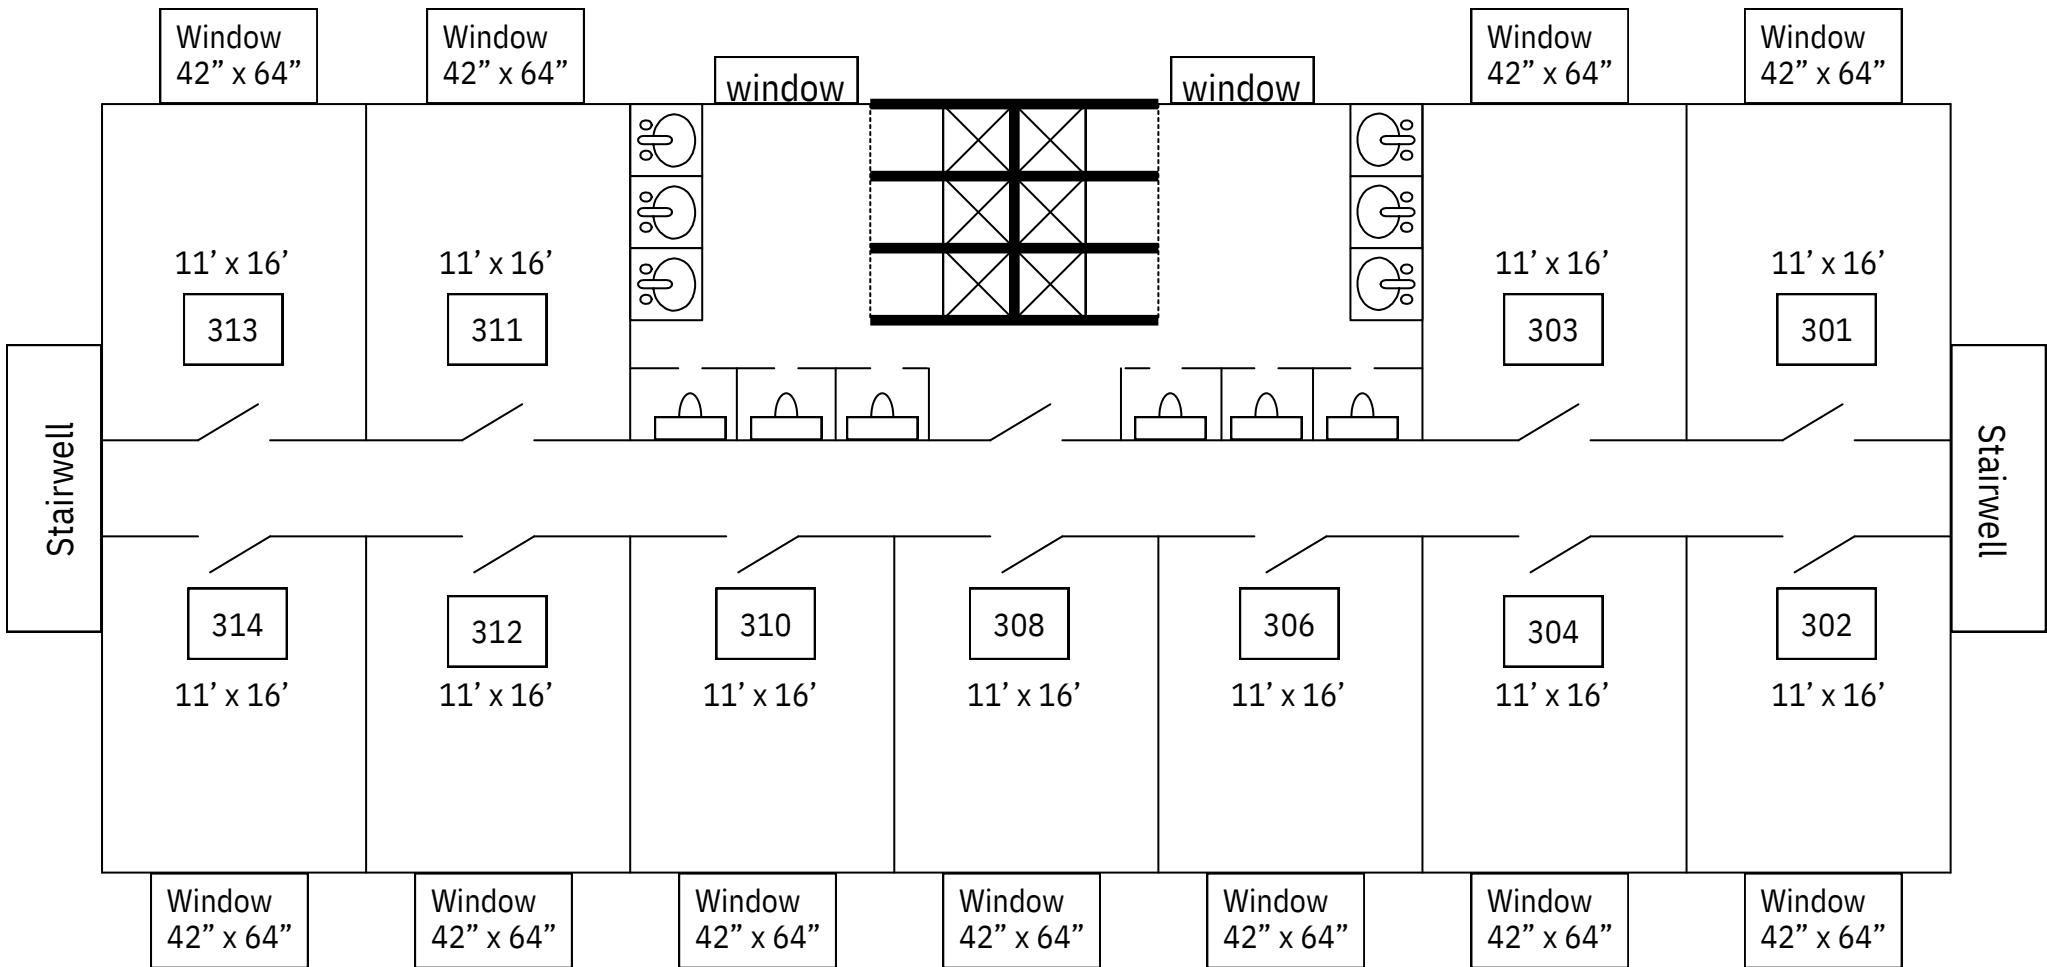 Window
42” x 64”
Window
42” x 64”
window
window
Window
42” x 64”
Window
42” x 64”
11’ x 16’
313
11’ x 16’
311
11’ x 16’
303
11’ x 16’
301
Stairwell
Stairwell
314
11’ x 16’
312
11’ x 16’
310
11’ x 16’
308
11’ x 16’
306
11’ x 16’
304
11’ x 16’
302
11’ x 16’
Window
42” x 64”
Window
42” x 64”
Window
42” x 64”
Window
42” x 64”
Window
42” x 64”
Window
42” x 64”
Window
42” x 64”